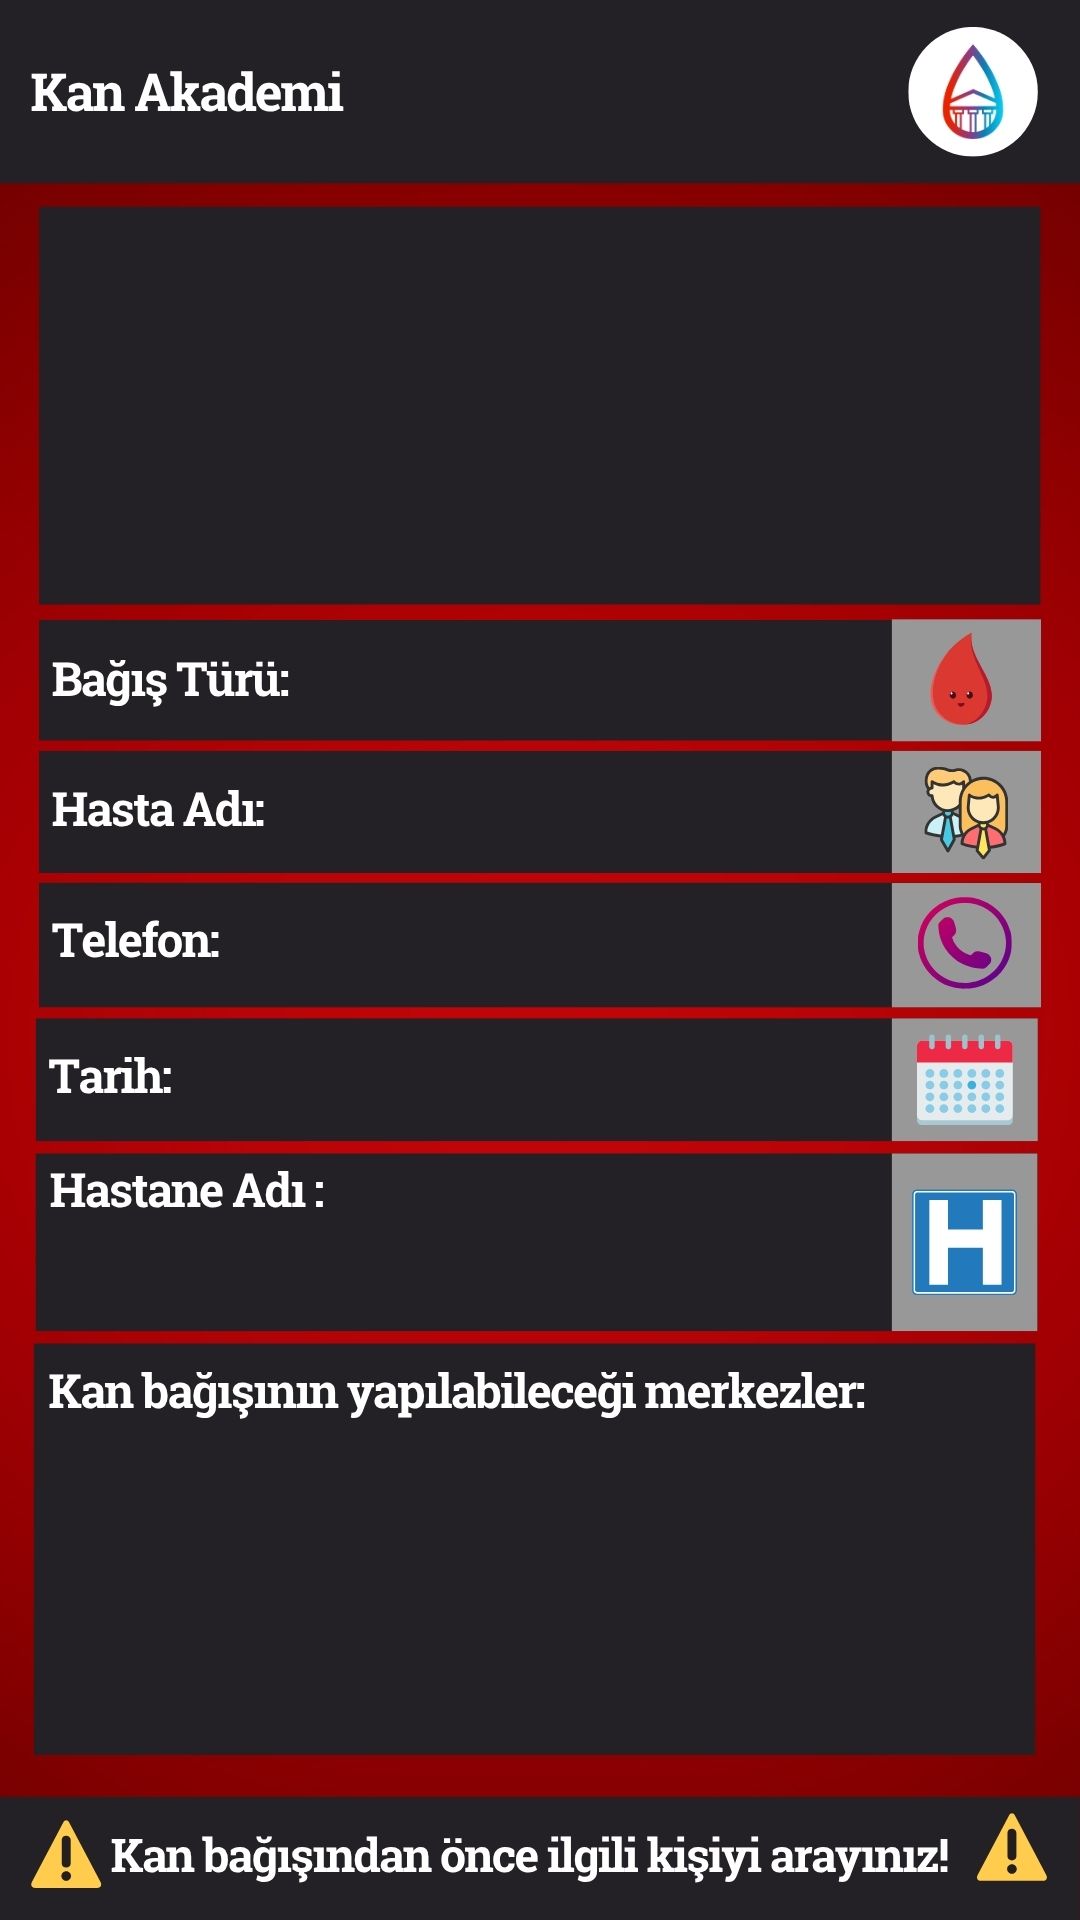 Kan Akademi
Bağış Türü:
Hasta Adı:
Telefon:
Tarih:
Hastane Adı :
H
Kan bağışının yapılabileceği merkezler:
Kan bağışından önce ilgili kişiyi arayınız!